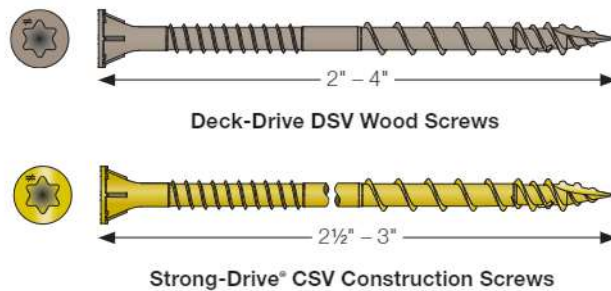 2" – 4"
Deck-Drive DSV Wood Screws
2½" – 3"
Strong-Drive® CSV Construction Screws